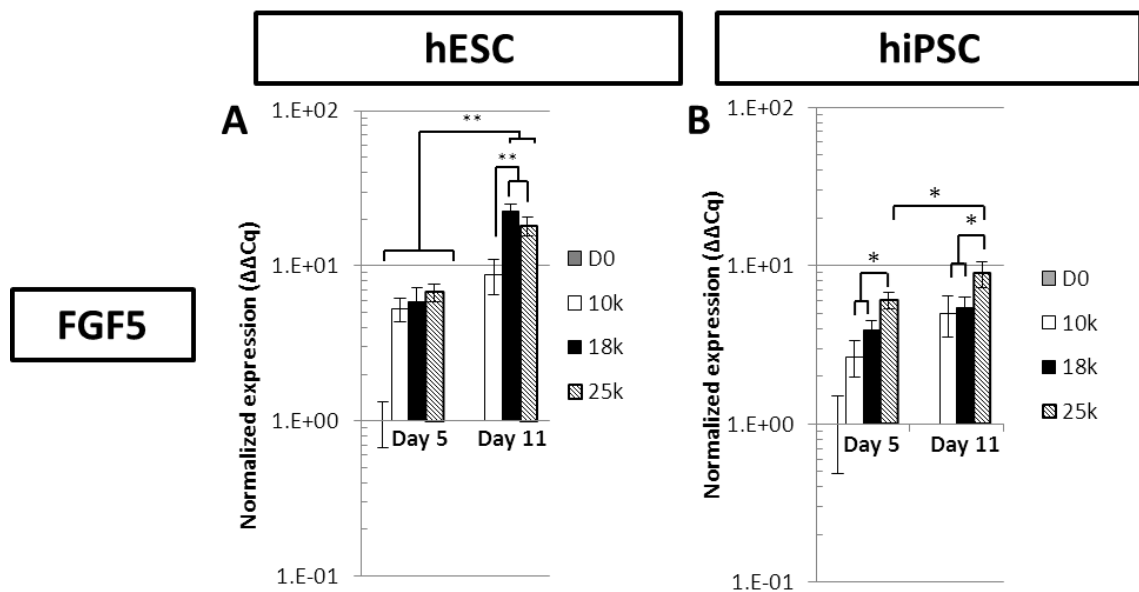 hESC
hiPSC
FGF5
A
Normalized expression (ΔΔCq)
1.E+02
1.E+01
1.E+00
1.E-01
**
**
Day 5
Day 11
D0
10k
18k
25k
B
Normalized expression (ΔΔCq)
1.E+02
1.E+01
1.E+00
1.E-01
*
*
*
Day 5
Day 11
D0
10k
18k
25k